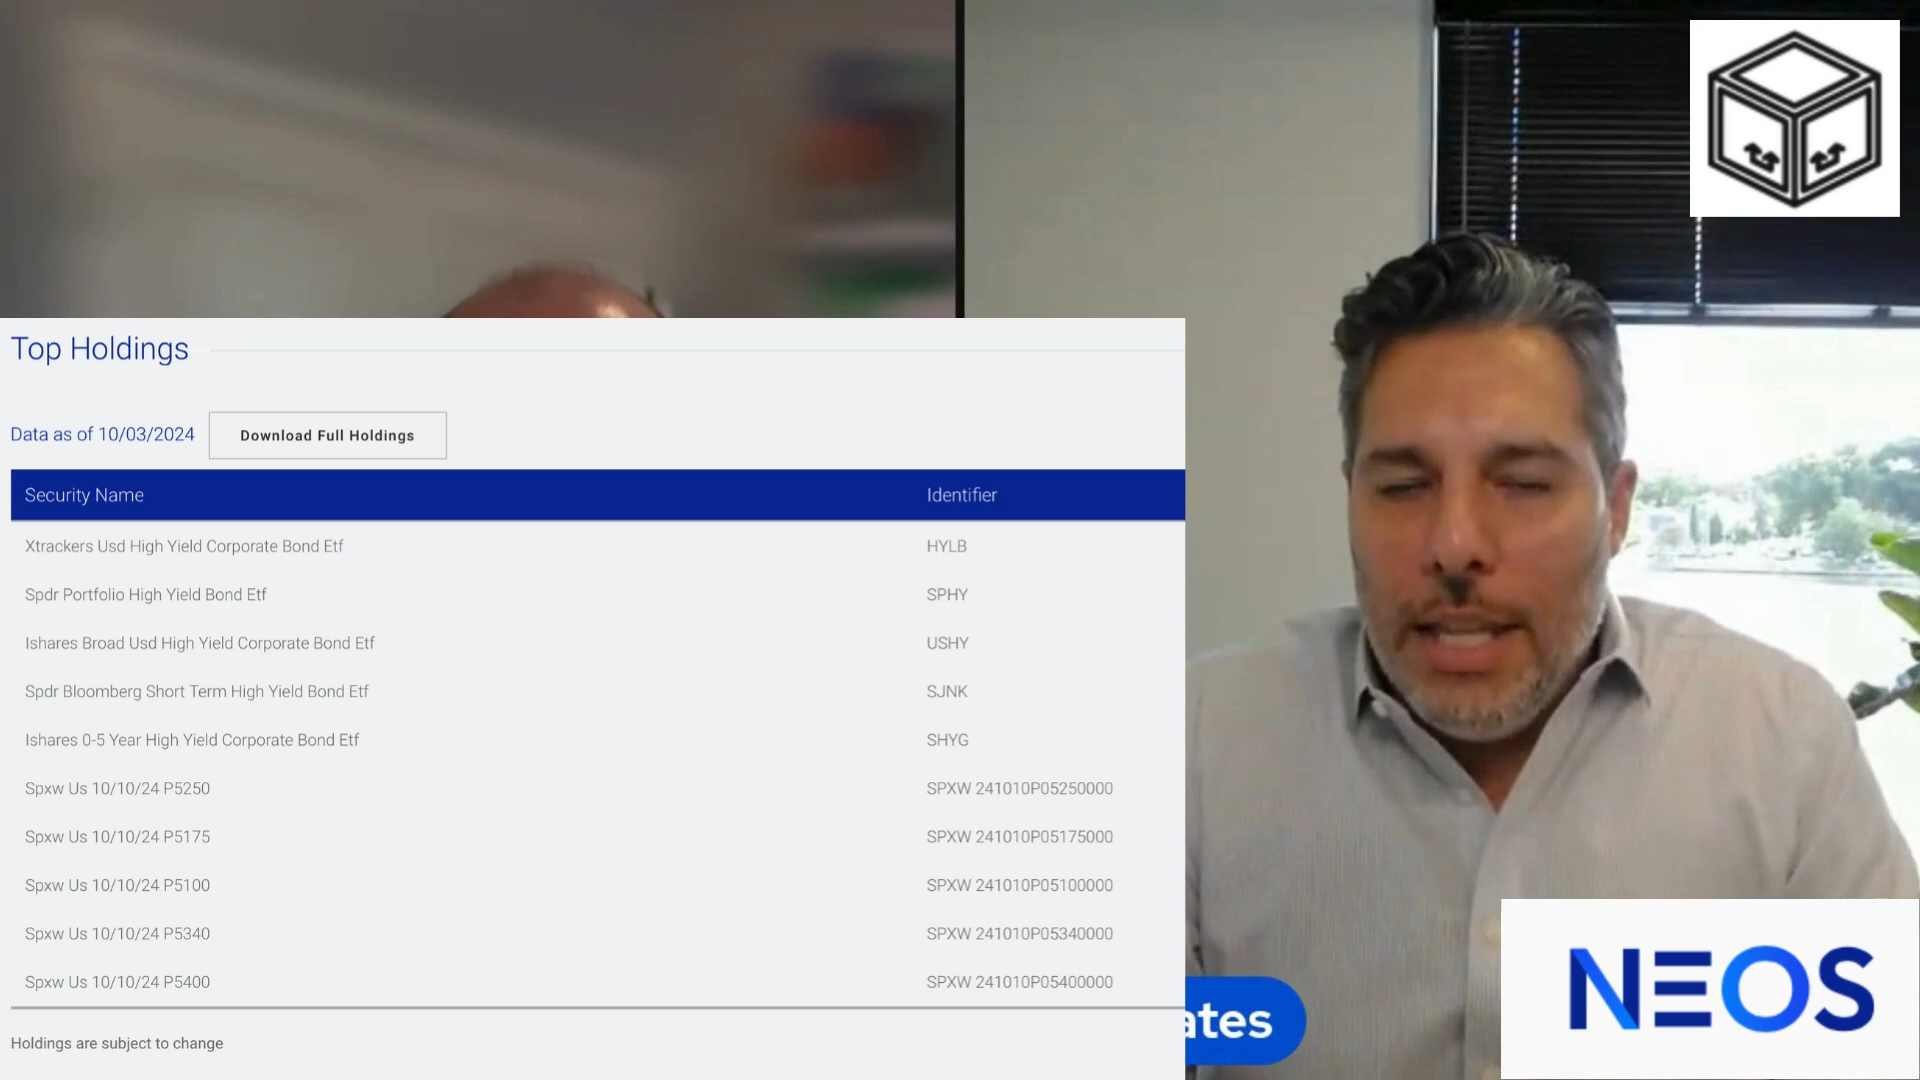 Top Holdings
Data as of 10/03/2024 Download Full Holdings
Security Name Identifier
Xtrackers Usd High Yield Corporate Bond Etf HYLB
Spdr Portfolio High Yield Bond Etf SPHY
Ishares Broad Usd High Yield Corporate Bond Etf USHY
Spdr Bloomberg Short Term High Yield Bond Etf SJNK
Ishares 0-5 Year High Yield Corporate Bond Etf SHYG
Spxw Us 10/10/24 P5250 SPXW 241010P05250000
Spxw Us 10/10/24 P5175 SPXW 241010P05175000
Spxw Us 10/10/24 P5100 SPXW 241010P05100000
Spxw Us 10/10/24 P5340 SPXW 241010P05340000
Spxw Us 10/10/24 P5400 SPXW 241010P05400000
Holdings are subject to change
ates
NEOS